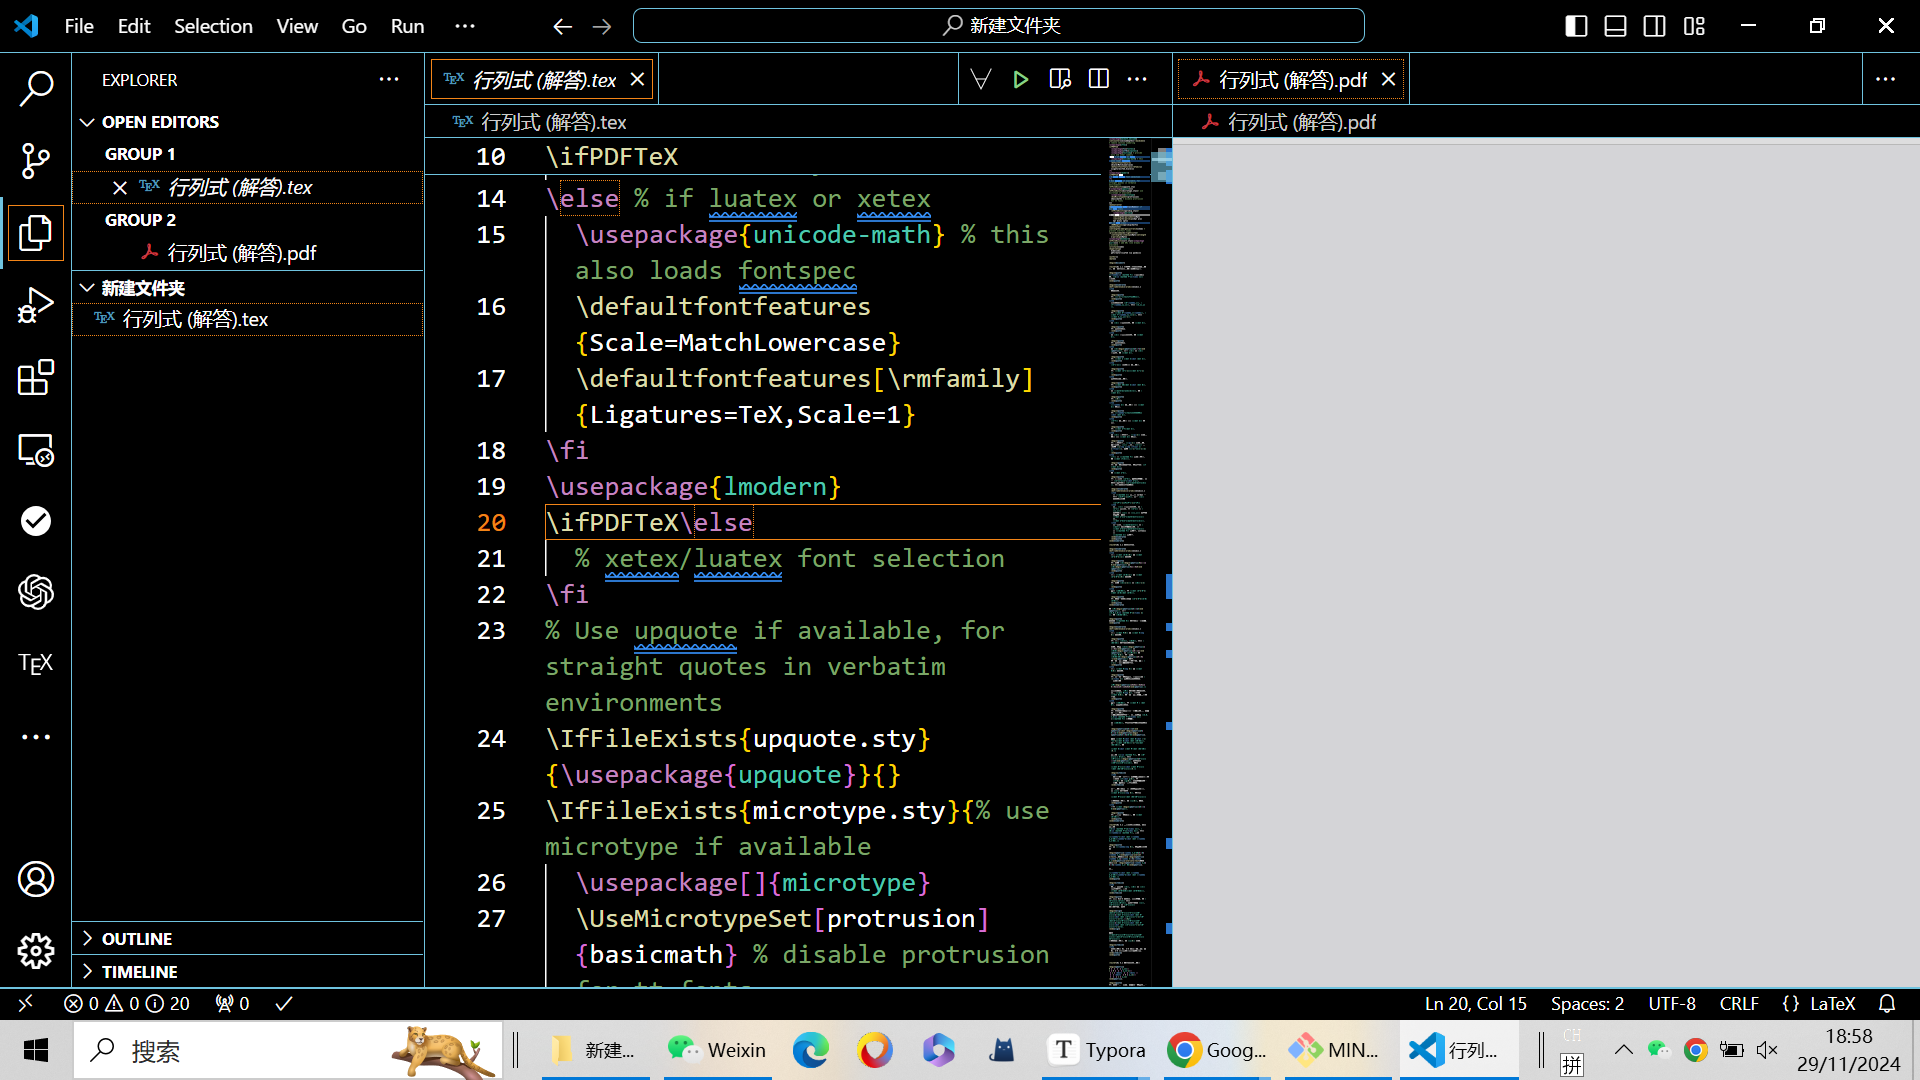 File Edit Selection View Go Run ···
新建文件夹
EXPLORER
OPEN EDITORS
GROUP 1
TEX 行列式 (解答).tex
GROUP 2
行列式 (解答).pdf
新建文件夹
TEX 行列式 (解答).tex
OUTLINE
TIMELINE
TEX
TEX 行列式 (解答).tex
TEX 行列式 (解答).tex
10 \ifPDFTeX
14 \else % if luatex or xetex
15 \usepackage{unicode-math} % this
also loads fontspec
16 \defaultfontfeatures
{Scale=MatchLowercase}
17 \defaultfontfeatures[\rmfamily]
{Ligatures=TeX,Scale=1}
18 \fi
19 \usepackage{lmodern}
20 \ifPDFTeX\else
21 % xetex/luatex font selection
22 \fi
23 % Use upquote if available, for
straight quotes in verbatim
environments
24 \IfFileExists{upquote.sty}
{\usepackage{upquote}}{}
25 \IfFileExists{microtype.sty}{% use
microtype if available
26 \usepackage[]{microtype}
27 \UseMicrotypeSet[protrusion]
{basicmath} % disable protrusion
行列式 (解答).pdf
行列式 (解答).pdf
0 0 20 0
Ln 20, Col 15 Spaces: 2 UTF-8 CRLF {} LaTeX
搜索
新建...
Weixin
T Typora
Goog...
MIN...
行列...
CH
拼
18:58
29/11/2024